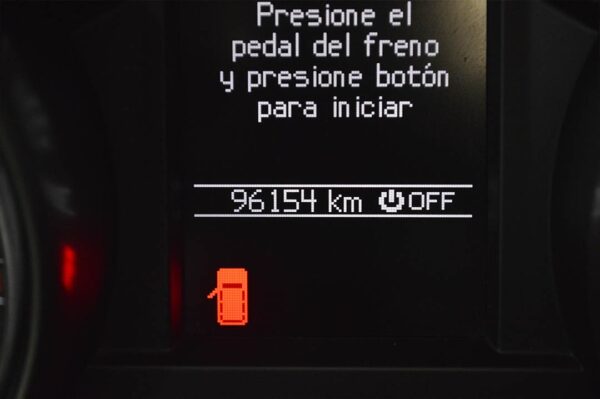 Presione el
pedal del freno
y presione botón
para iniciar
96154 km OFF